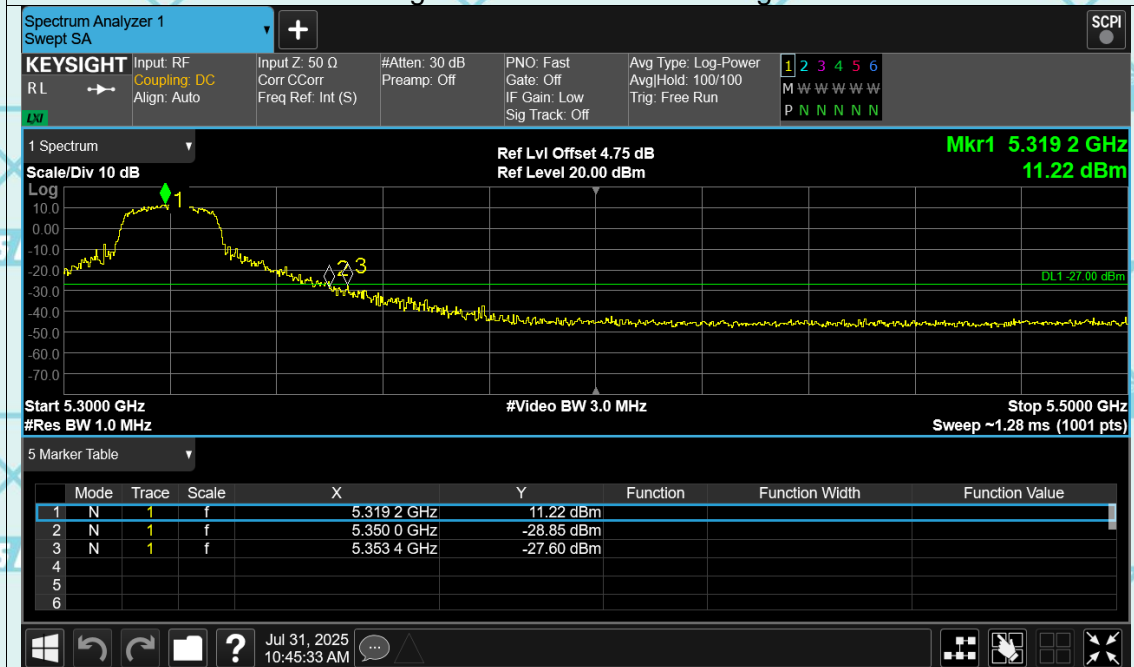 Spectrum Analyzer 1
Swept SA
+
SCPI
KEYSIGHT
RL
LXI
Input: RF
Coupling: DC
Align: Auto
Input Z: 50 Ω
Corr CCorr
Freq Ref: Int (S)
#Atten: 30 dB
Preamp: Off
PNO: Fast
Gate: Off
IF Gain: Low
Sig Track: Off
Avg Type: Log-Power
Avg|Hold: 100/100
Trig: Free Run
1 2 3 4 5 6
M W W W W W
P N N N N N
1 Spectrum
Scale/Div 10 dB
Ref Lvl Offset 4.75 dB
Ref Level 20.00 dBm
Mkr1 5.319 2 GHz
11.22 dBm
Log
10.0
0.00
-10.0
-20.0
-30.0
-40.0
-50.0
-60.0
-70.0
1
2
3
DL1 -27.00 dBm
Start 5.3000 GHz
#Video BW 3.0 MHz
Stop 5.5000 GHz
#Res BW 1.0 MHz
Sweep ~1.28 ms (1001 pts)
5 Marker Table
Mode Trace Scale X Y Function Function Width Function Value
1 N 1 f 5.319 2 GHz 11.22 dBm
2 N 1 f 5.350 0 GHz -28.85 dBm
3 N 1 f 5.353 4 GHz -27.60 dBm
4
5
6
?
Jul 31, 2025
10:45:33 AM